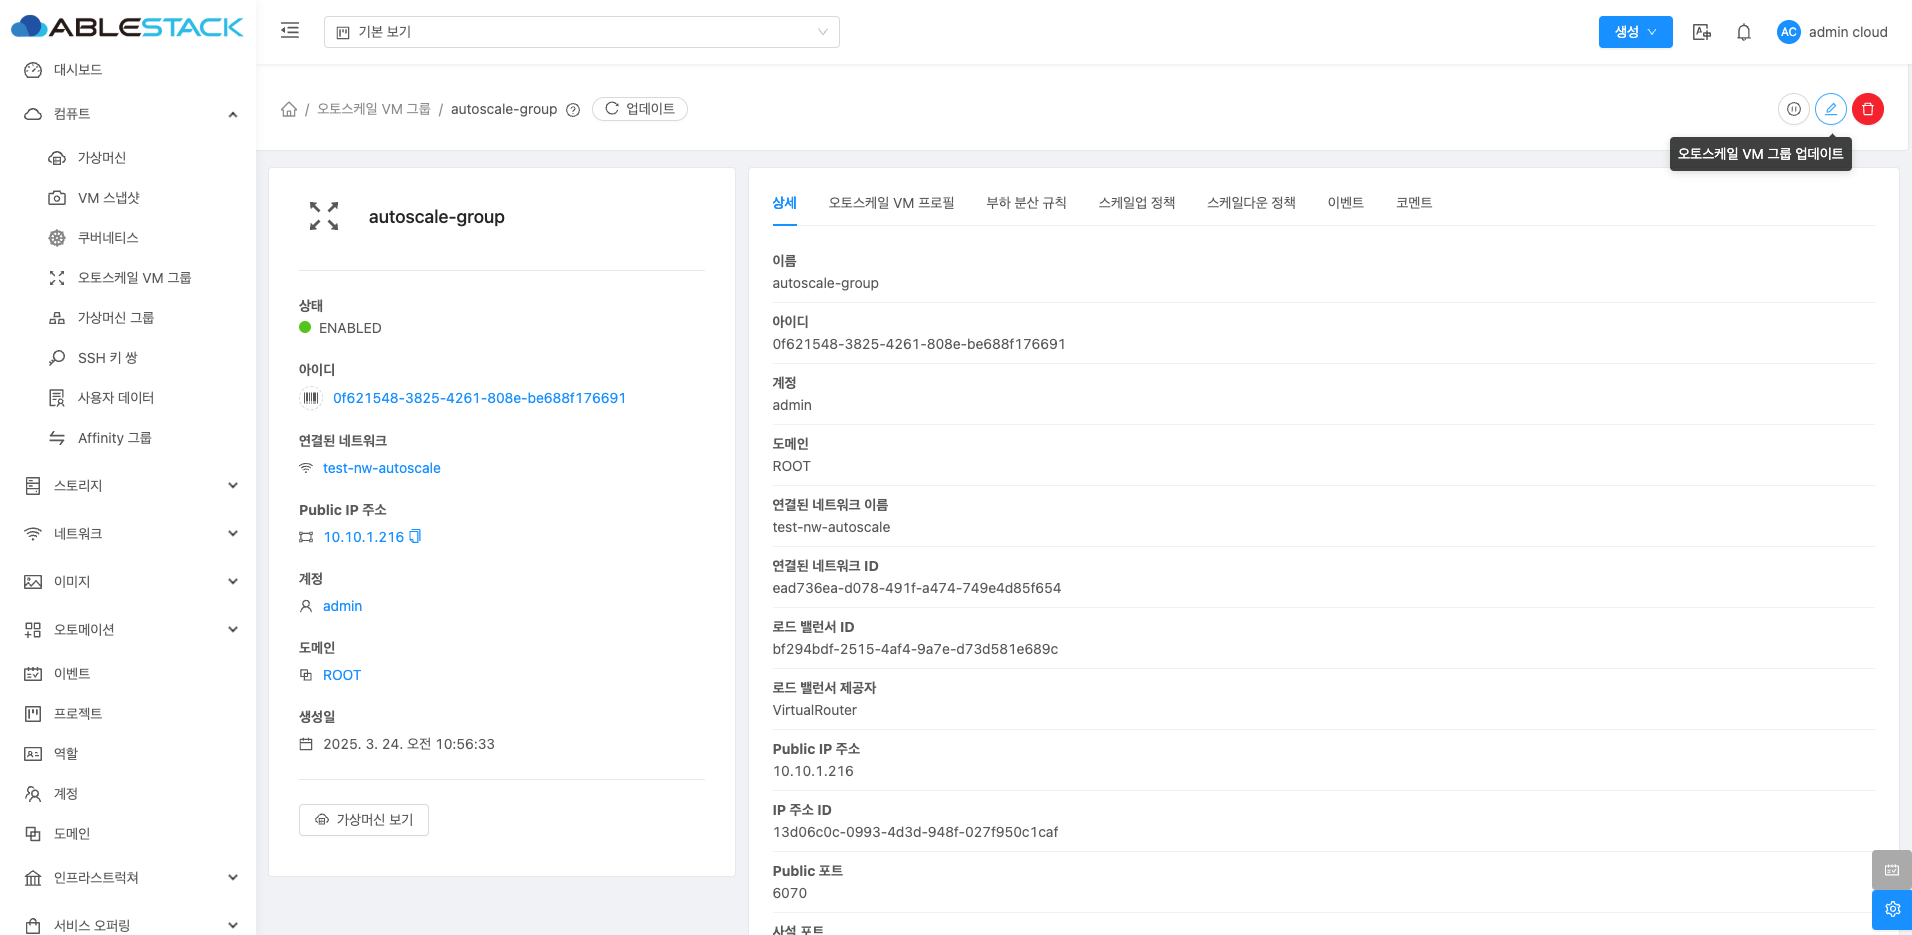 ABLESTACK
기본 보기
생성
AC
admin cloud
대시보드
컴퓨트
가상머신
VM 스냅샷
쿠버네티스
오토스케일 VM 그룹
가상머신 그룹
SSH 키 쌍
사용자 데이터
Affinity 그룹
스토리지
네트워크
이미지
오토메이션
이벤트
프로젝트
역할
계정
도메인
인프라스트럭쳐
서비스 오퍼링
/ 오토스케일 VM 그룹 / autoscale-group
업데이트
오토스케일 VM 그룹 업데이트
autoscale-group
상태
ENABLED
아이디
0f621548-3825-4261-808e-be688f176691
연결된 네트워크
test-nw-autoscale
Public IP 주소
10.10.1.216
계정
admin
도메인
ROOT
생성일
2025. 3. 24. 오전 10:56:33
가상머신 보기
상세 오토스케일 VM 프로필 부하 분산 규칙 스케일업 정책 스케일다운 정책 이벤트 코멘트
이름
autoscale-group
아이디
0f621548-3825-4261-808e-be688f176691
계정
admin
도메인
ROOT
연결된 네트워크 이름
test-nw-autoscale
연결된 네트워크 ID
ead736ea-d078-491f-a474-749e4d85f654
로드 밸런서 ID
bf294bdf-2515-4af4-9a7e-d73d581e689c
로드 밸런서 제공자
VirtualRouter
Public IP 주소
10.10.1.216
IP 주소 ID
13d06c0c-0993-4d3d-948f-027f950c1caf
Public 포트
6070
사설 포트